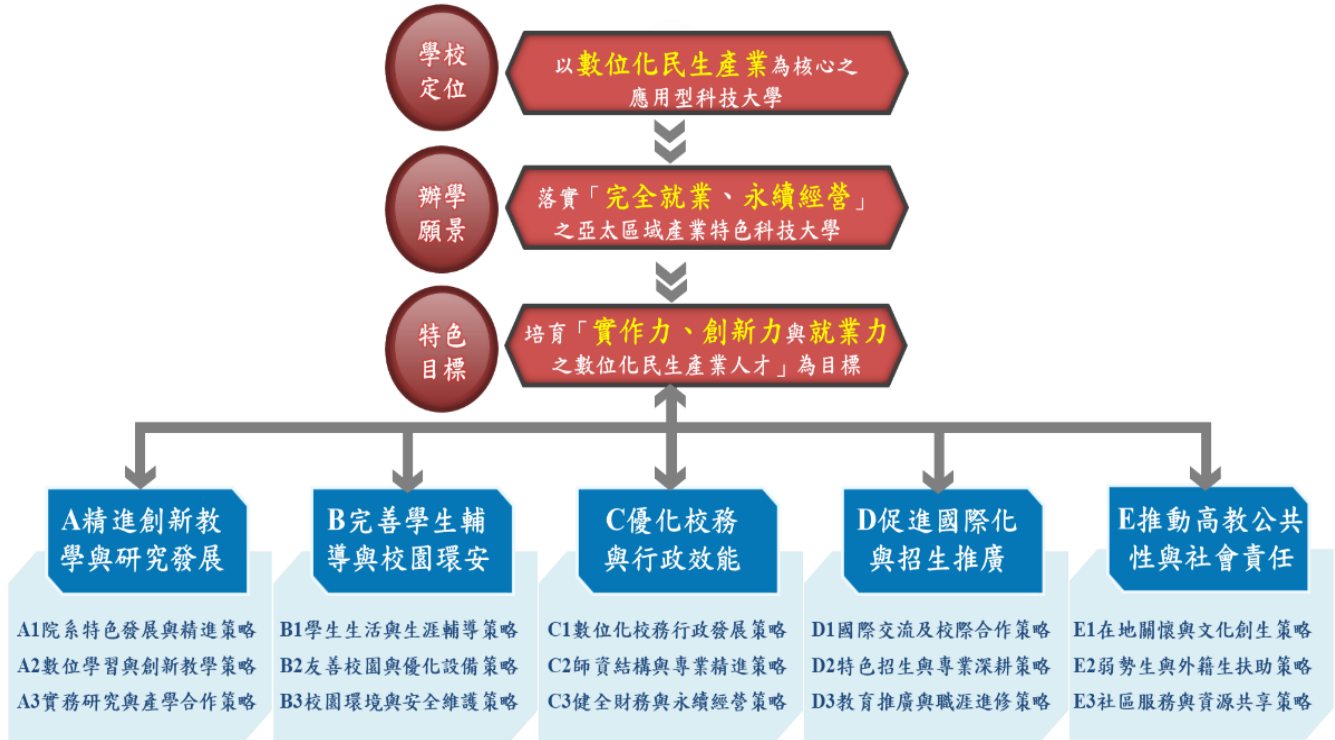 學校
定位
以數位化民生產業為核心之
應用型科技大學
辦學
願景
落實「完全就業、永續經營」
之亞太區域產業特色科技大學
特色
目標
培育「實作力、創新力與就業力
之數位化民生產業人才」為目標
A精進創新教
學與研究發展
A1院系特色發展與精進策略
A2數位學習與創新教學策略
A3實務研究與產學合作策略
B完善學生輔
導與校園環安
B1學生生活與生涯輔導策略
B2友善校園與優化設備策略
B3校園環境與安全維護策略
C優化校務
與行政效能
C1數位化校務行政發展策略
C2師資結構與專業精進策略
C3健全財務與永續經營策略
D促進國際化
與招生推廣
D1國際交流及校際合作策略
D2特色招生與專業深耕策略
D3教育推廣與職涯進修策略
E推動高教公共
性與社會責任
E1在地關懷與文化創生策略
E2弱勢生與外籍生扶助策略
E3社區服務與資源共享策略